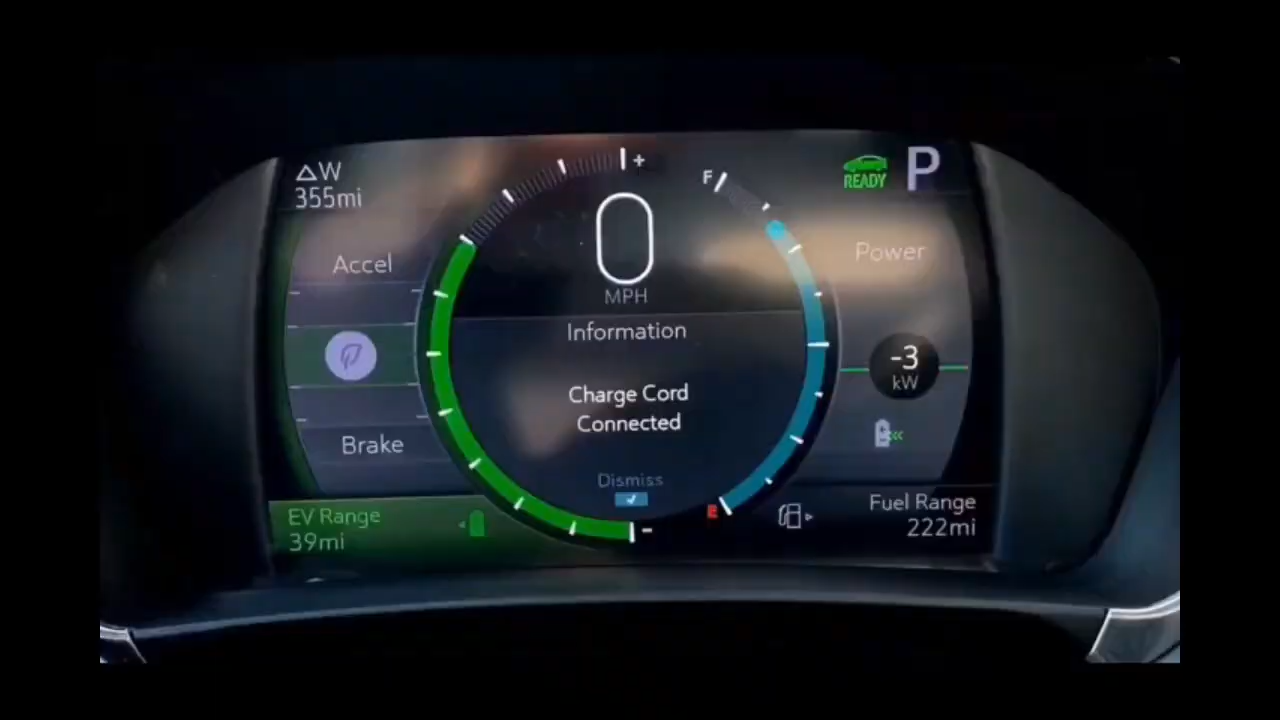 △W
355mi
+
F
READY
P
0
MPH
Accel
Power
Information
-3
kW
Charge Cord
Connected
Brake
Dismiss
E
-
EV Range
39mi
Fuel Range
222mi